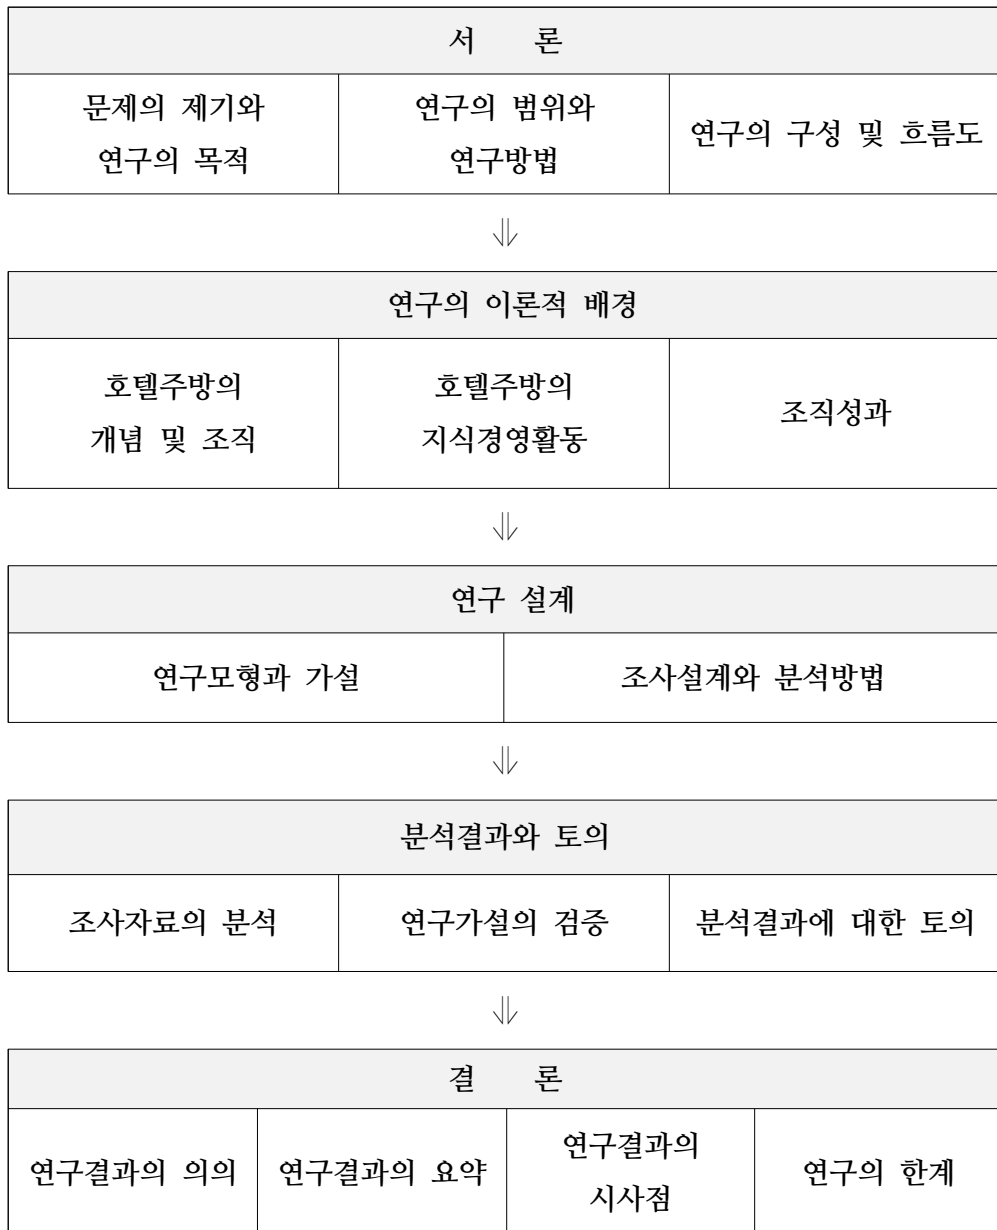 서 론
문제의 제기와
연구의 목적
연구의 범위와
연구방법
연구의 구성 및 흐름도
⇓
연구의 이론적 배경
호텔주방의
개념 및 조직
호텔주방의
지식경영활동
조직성과
⇓
연구 설계
연구모형과 가설
조사설계와 분석방법
⇓
분석결과와 토의
조사자료의 분석
연구가설의 검증
분석결과에 대한 토의
⇓
결 론
연구결과의 의의
연구결과의 요약
연구결과의
시사점
연구의 한계